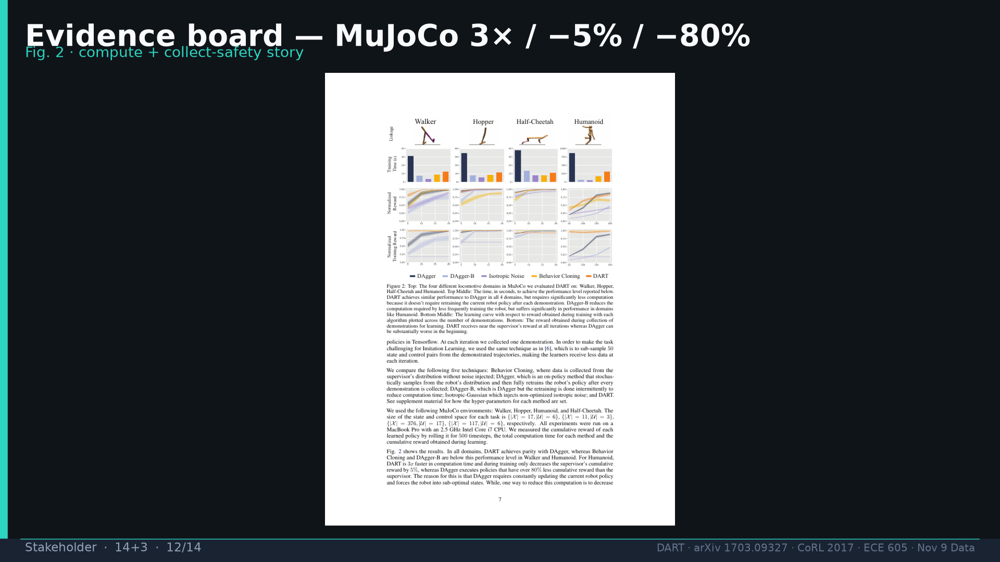 Evidence board — MuJoCo 3× / −5% / −80%
Fig. 2 · compute + collect-safety story
Walker Hopper Half-Cheetah Humanoid
Linkage
Training
Time (s)
Normalized
Reward
Normalized
Training Reward
DAgger DAgger-B Isotropic Noise Behavior Cloning DART
Figure 2: Top: The four different locomotive domains in MuJoCo we evaluated DART on: Walker, Hopper,
Half-Cheetah and Humanoid. Top Middle: The time, in seconds, to achieve the performance level reported below.
DART achieves similar performance to DAgger in all 4 domains, but requires significantly less computation
because it doesn't require retraining the current robot policy after each demonstration. DAgger-B reduces the
computation required by less frequently training the robot, but suffers significantly in performance in domains
like Humanoid. Bottom Middle: The learning curve with respect to reward obtained during training with each
algorithm plotted across the number of demonstrations. Bottom: The reward obtained during collection of
demonstrations for learning. DART receives near the supervisor's reward at all iterations whereas DAgger can
be substantially worse in the beginning.
policies in Tensorflow. At each iteration we collected one demonstration. In order to make the task
challenging for Imitation Learning, we used the same technique as in [6], which is to sub-sample 50
state and control pairs from the demonstrated trajectories, making the learners receive less data at
each iteration.
We compare the following five techniques: Behavior Cloning, where data is collected from the
supervisor's distribution without noise injected; DAgger, which is an on-policy method that stochas-
tically samples from the robot's distribution and then fully retrains the robot's policy after every
demonstration is collected; DAgger-B, which is DAgger but the retraining is done intermittently to
reduce computation time; Isotropic-Gaussian which injects non-optimized isotropic noise; and DART.
See supplement material for how the hyper-parameters for each method are set.
We used the following MuJoCo environments: Walker, Hopper, Humanoid, and Half-Cheetah. The
size of the state and control space for each task is {|𝒳| = 17, |𝒰| = 6}, {|𝒳| = 11, |𝒰| = 3},
{|𝒳| = 376, |𝒰| = 17}, {|𝒳| = 117, |𝒰| = 6}, respectively. All experiments were run on a
MacBook Pro with an 2.5 GHz Intel Core i7 CPU. We measured the cumulative reward of each
learned policy by rolling it for 500 timesteps, the total computation time for each method and the
cumulative reward obtained during learning.
Fig. 2 shows the results. In all domains, DART achieves parity with DAgger, whereas Behavior
Cloning and DAgger-B are below this performance level in Walker and Humanoid. For Humanoid,
DART is 3x faster in computation time and during training only decreases the supervisor's cumulative
reward by 5%, whereas DAgger executes policies that have over 80% less cumulative reward than the
supervisor. The reason for this is that DAgger requires constantly updating the current robot policy
and forces the robot into sub-optimal states. While, one way to reduce this computation is to decrease
7
Stakeholder · 14+3 · 12/14
DART · arXiv 1703.09327 · CoRL 2017 · ECE 605 · Nov 9 Data